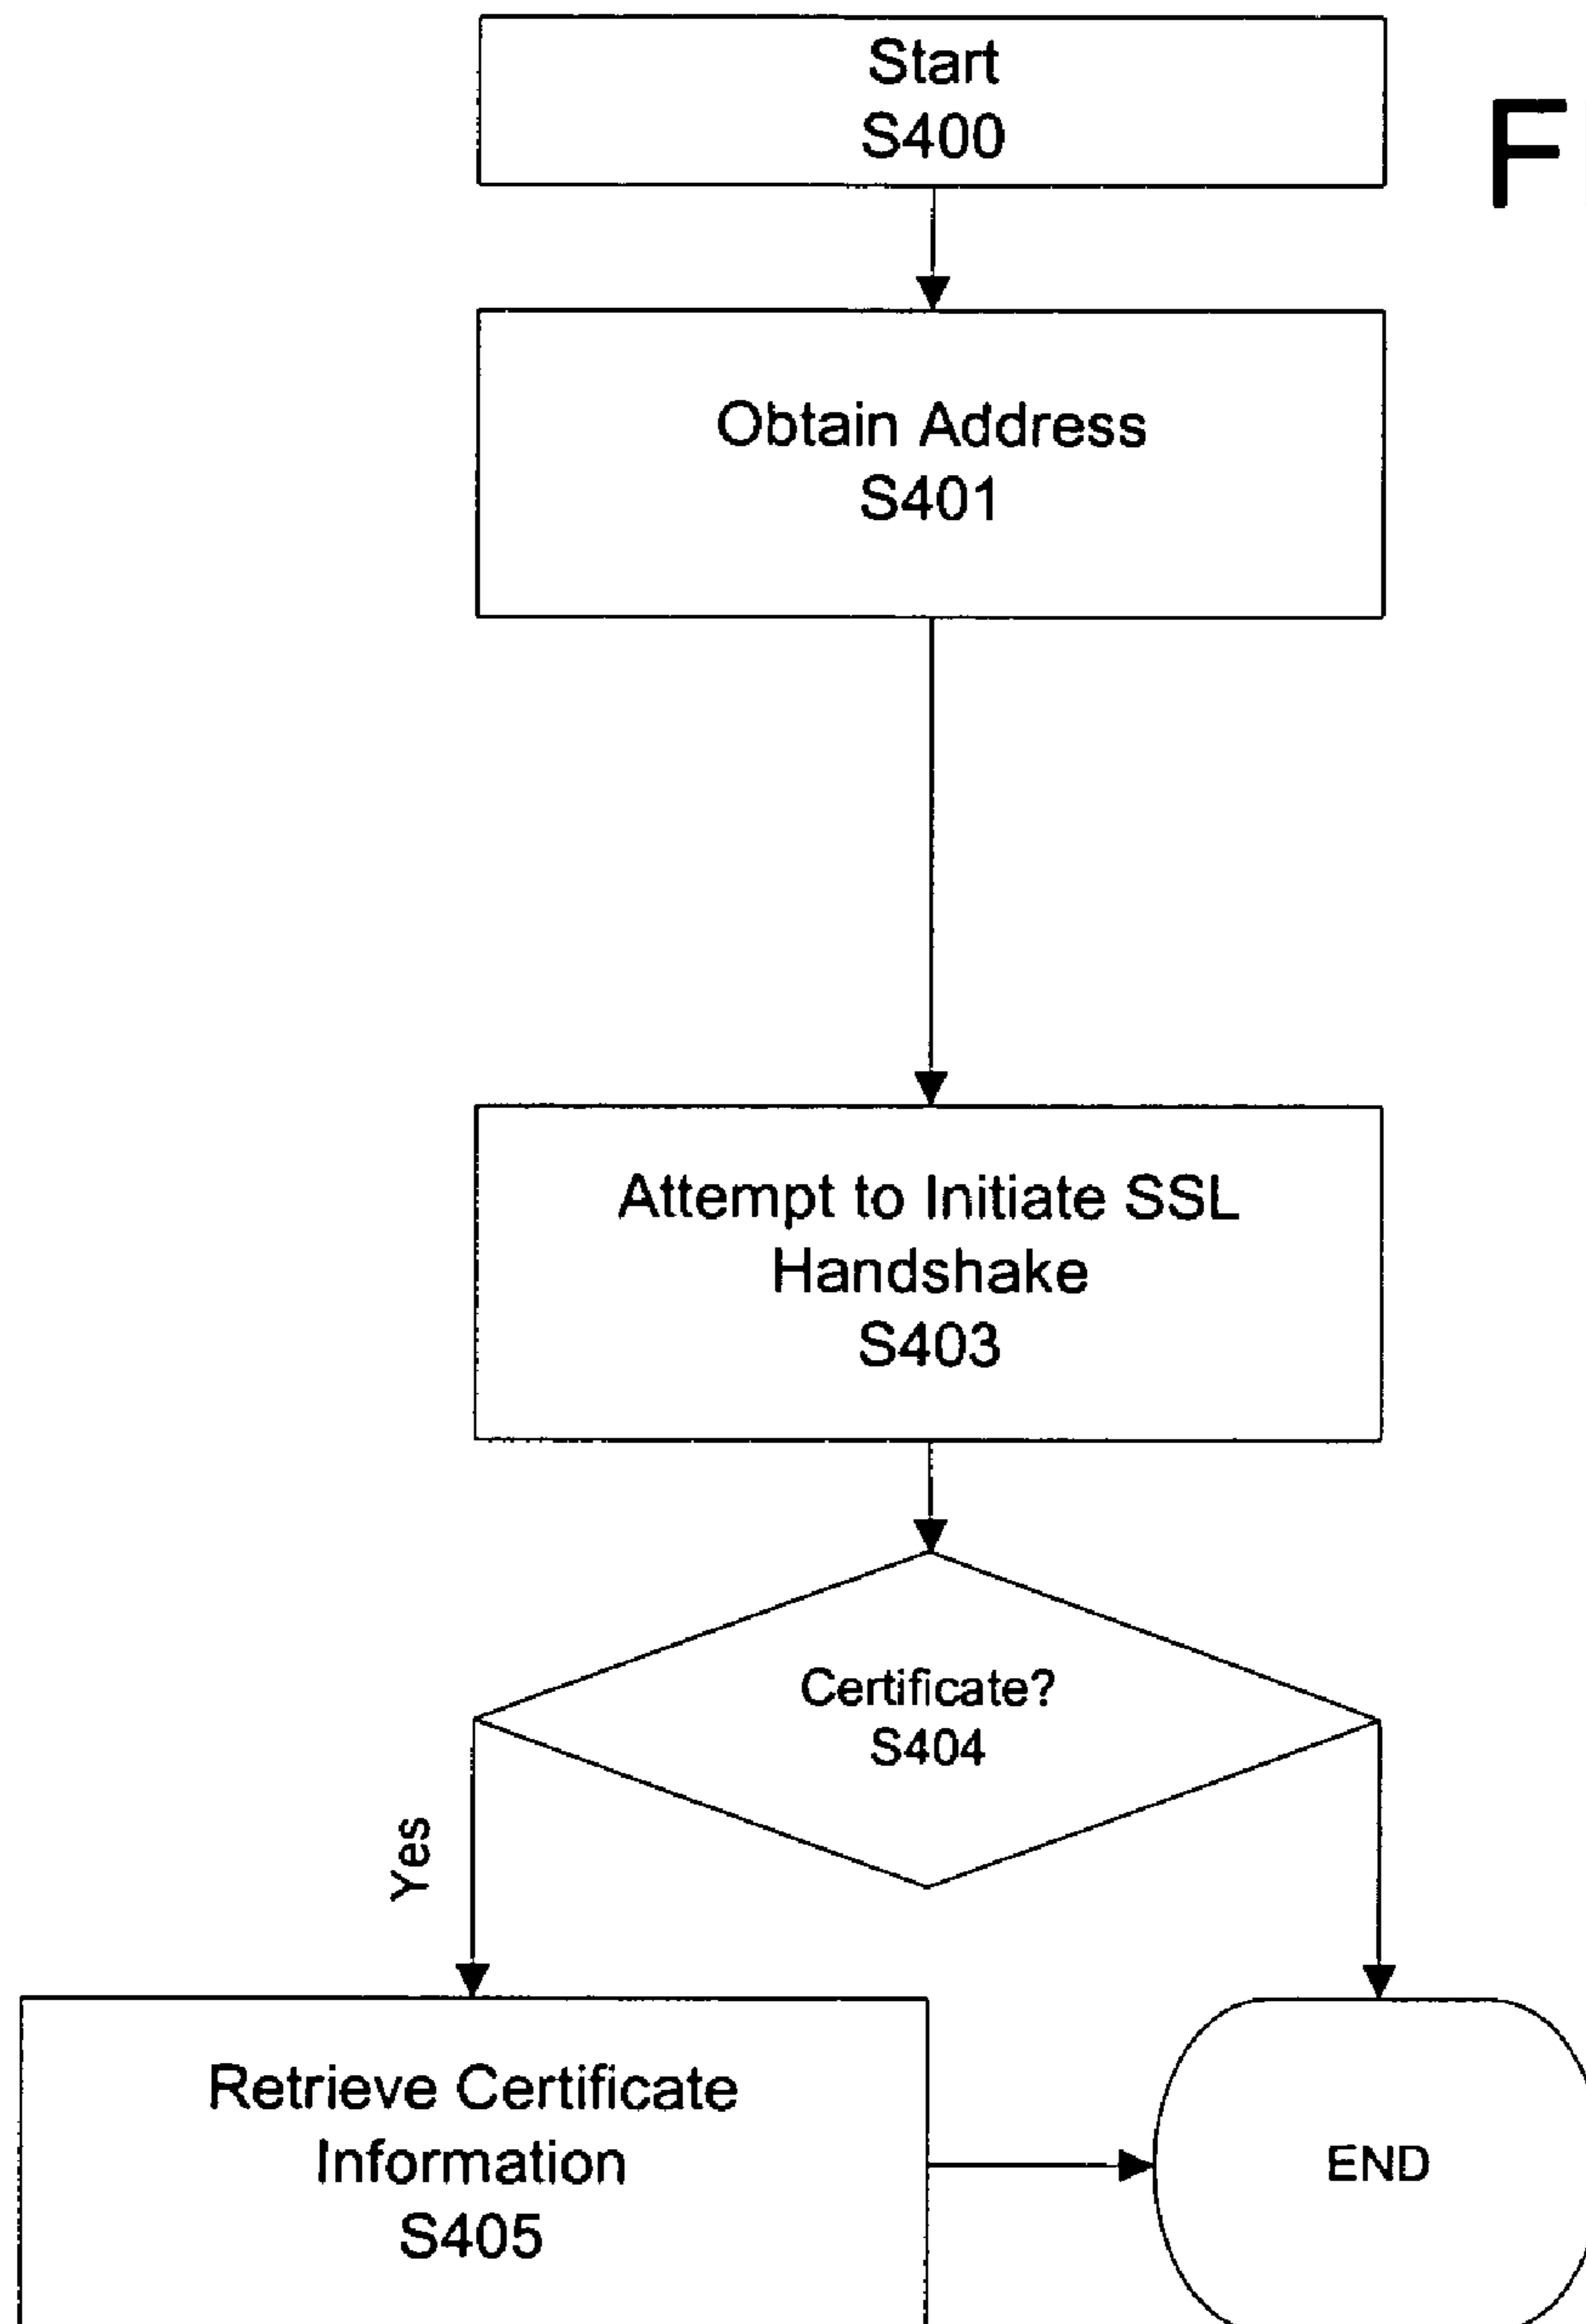 Start
S400
Obtain Address
S401
Attempt to Initiate SSL
Handshake
S403
Certificate?
S404
Yes
Retrieve Certificate
Information
S405
END